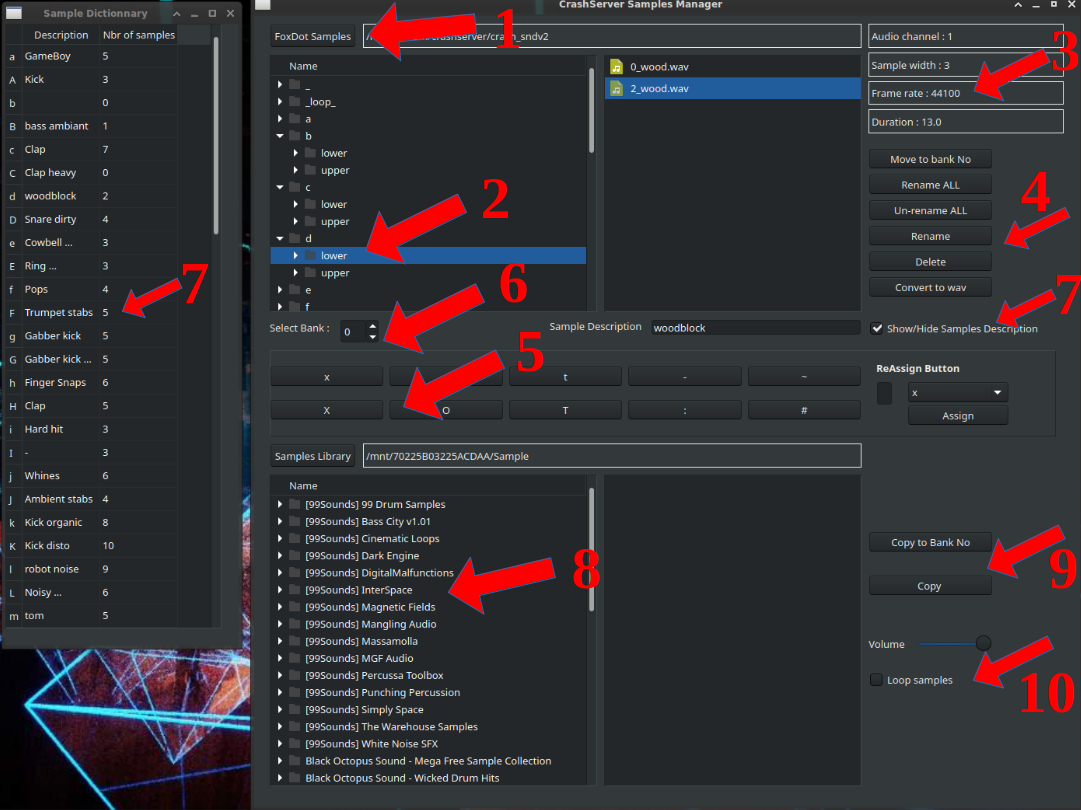 Sample Dictionnary
Description Nbr of samples
a GameBoy 5
A Kick 3
b 0
B bass ambiant 1
c Clap 7
C Clap heavy 0
d woodblock 2
D Snare dirty 4
e Cowbell ... 3
E Ring ... 3
f Pops 4
F Trumpet stabs 5
g Gabber kick 5
G Gabber kick ... 5
h Finger Snaps 6
H Clap 5
i Hard hit 3
I - 3
j Whines 6
J Ambient stabs 4
k Kick organic 8
K Kick disto 10
l robot noise 9
L Noisy ... 6
m tom 5
7
CrashServer Samples Manager
FoxDot Samples
crashserver/crash_sndv2
1
Name
_
_loop_
a
b
lower
upper
c
lower
upper
d
lower
upper
e
f
2
0_wood.wav
2_wood.wav
Audio channel : 1
Sample width : 3
Frame rate : 44100
Duration : 13.0
3
Move to bank No
Rename ALL
Un-rename ALL
Rename
Delete
Convert to wav
4
Select Bank : 0
6
Sample Description woodblock
Show/Hide Samples Description
7
5
x t - ~
X O T : #
ReAssign Button
x
Assign
Samples Library /mnt/70225B03225ACDAA/Sample
Name
[99Sounds] 99 Drum Samples
[99Sounds] Bass City v1.01
[99Sounds] Cinematic Loops
[99Sounds] Dark Engine
[99Sounds] DigitalMalfunctions
[99Sounds] InterSpace
[99Sounds] Magnetic Fields
[99Sounds] Mangling Audio
[99Sounds] Massamolla
[99Sounds] MGF Audio
[99Sounds] Percussa Toolbox
[99Sounds] Punching Percussion
[99Sounds] Simply Space
[99Sounds] The Warehouse Samples
[99Sounds] White Noise SFX
Black Octopus Sound - Mega Free Sample Collection
Black Octopus Sound - Wicked Drum Hits
8
Copy to Bank No
Copy
9
Volume
Loop samples
10